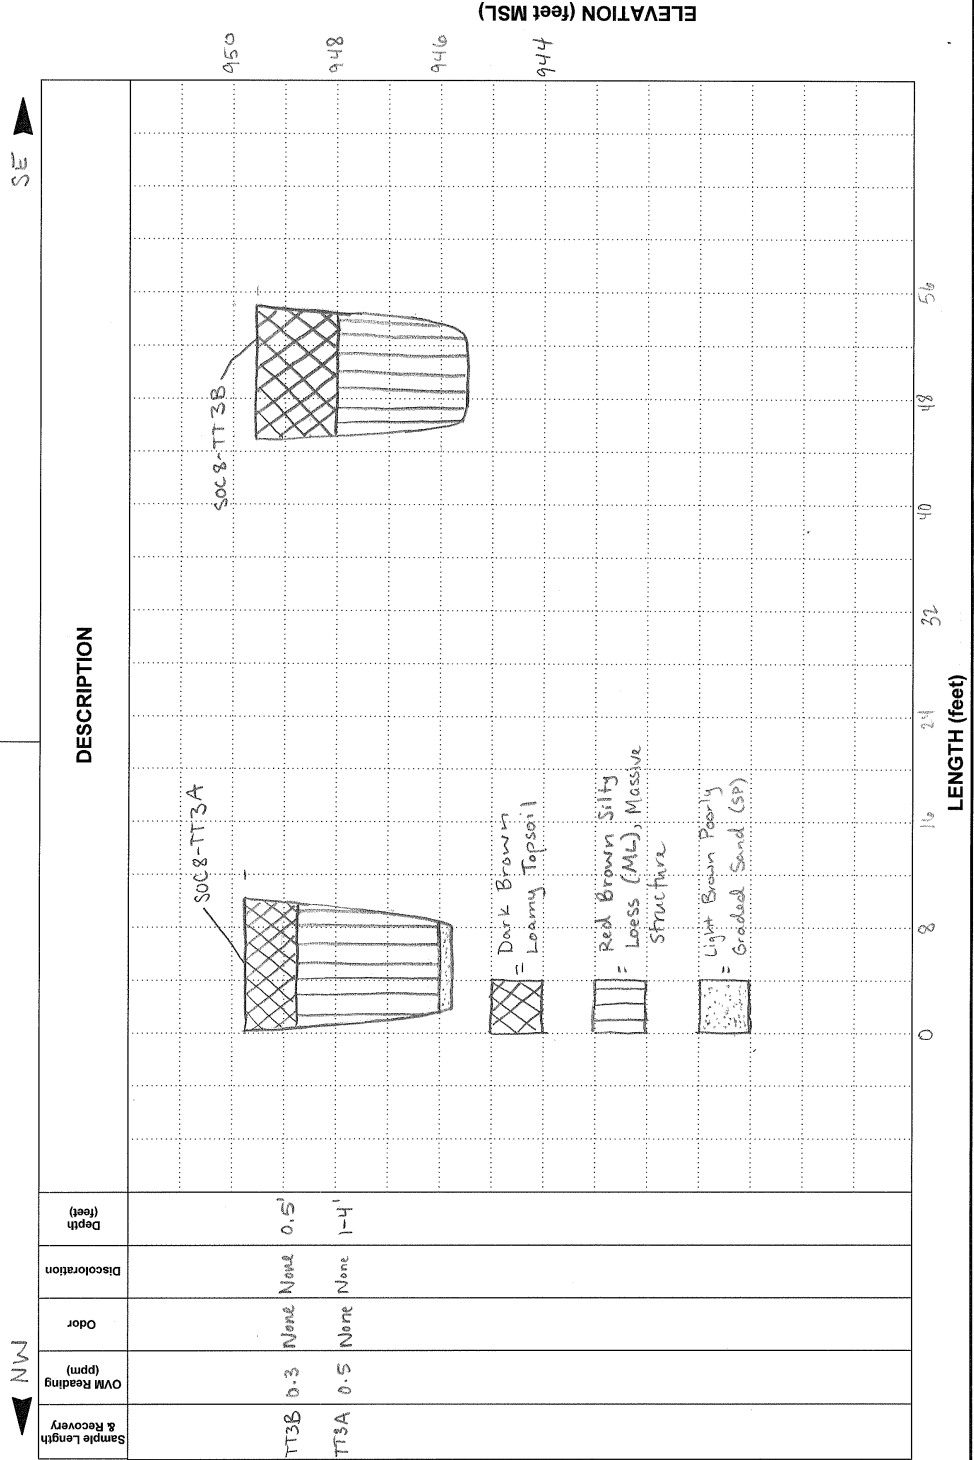 NW
SE
Sample Length
& Recovery
OVM Reading
(ppm)
Odor
Discoloration
Depth
(feet)
DESCRIPTION
ELEVATION (feet MSL)
TT3B 0.3 None None 0.5'
TT3A 0.5 None None 1-4'
SOC8-TT3A
SOC8-TT3B
950
948
946
944
= Dark Brown
Loamy Topsoil
= Red Brown Silty
Loess (ML), Massive
Structure
= Light Brown Poorly
Graded Sand (SP)
0 8 16 24 32 40 48 56
LENGTH (feet)